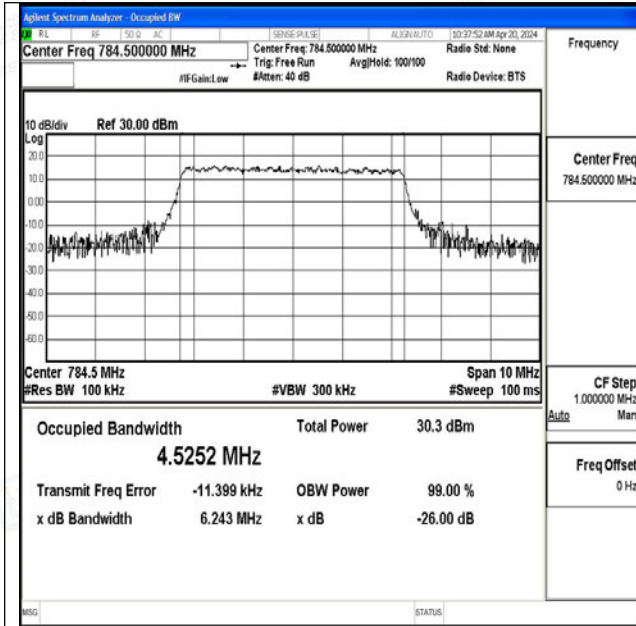 Agilent Spectrum Analyzer - Occupied BW
RL RF 50 Ω AC SENSE:PULSE ALIGNAUTO 10:37:52 AM Apr 20, 2024
Center Freq 784.500000 MHz
Center Freq: 784.500000 MHz
Radio Std: None
Trig: Free Run Avg|Hold: 100/100
#IFGain:Low #Atten: 40 dB Radio Device: BTS
10 dB/div Ref 30.00 dBm
Log
20.0
10.0
0.00
-10.0
-20.0
-30.0
-40.0
-50.0
-60.0
Center 784.5 MHz Span 10 MHz
#Res BW 100 kHz #VBW 300 kHz #Sweep 100 ms
Occupied Bandwidth Total Power 30.3 dBm
4.5252 MHz
Transmit Freq Error -11.399 kHz OBW Power 99.00 %
x dB Bandwidth 6.243 MHz x dB -26.00 dB
MSG STATUS
Frequency
Center Freq
784.500000 MHz
CF Step
1.000000 MHz
Auto Man
Freq Offset
0 Hz